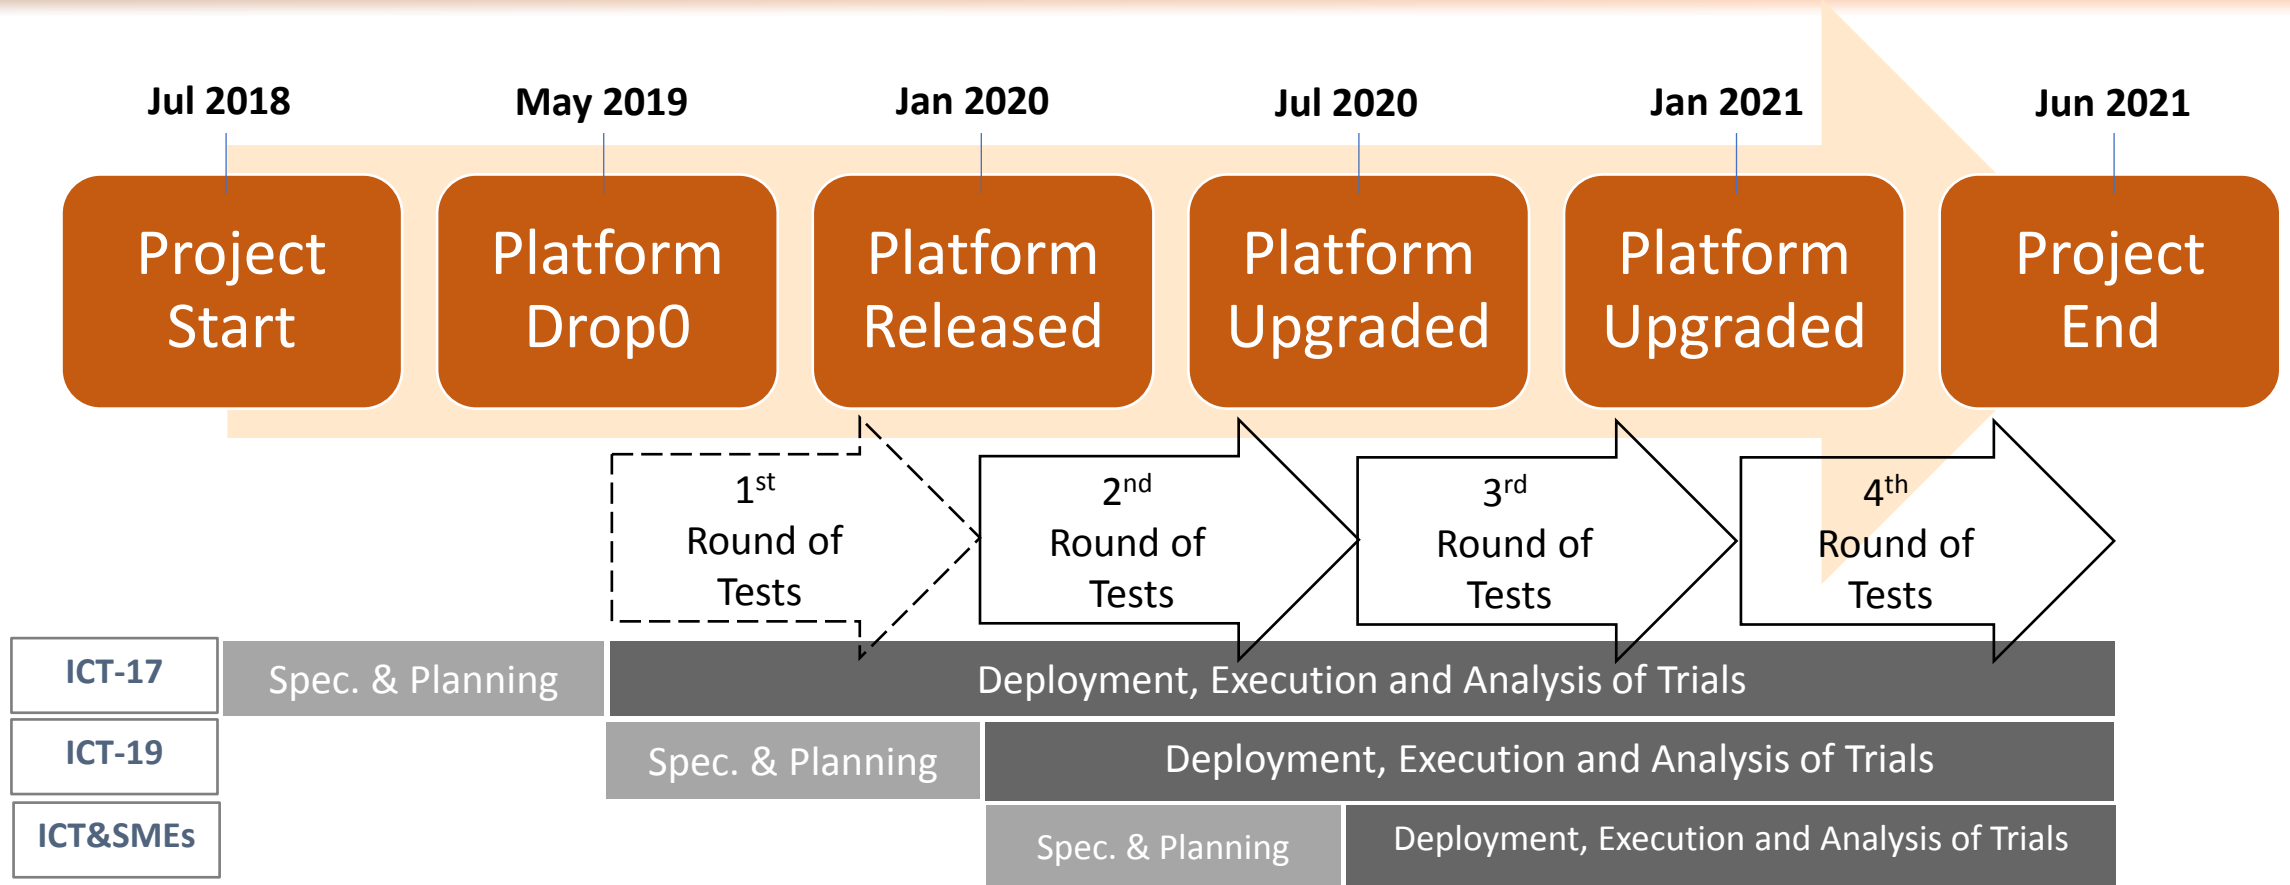 Jul 2018
May 2019
Jan 2020
Jul 2020
Jan 2021
Jun 2021
Project
Start
Platform
Drop0
Platform
Released
Platform
Upgraded
Platform
Upgraded
Project
End
1st
Round of
Tests
2nd
Round of
Tests
3rd
Round of
Tests
4th
Round of
Tests
ICT-17
Spec. & Planning
Deployment, Execution and Analysis of Trials
ICT-19
Spec. & Planning
Deployment, Execution and Analysis of Trials
ICT&SMEs
Spec. & Planning
Deployment, Execution and Analysis of Trials